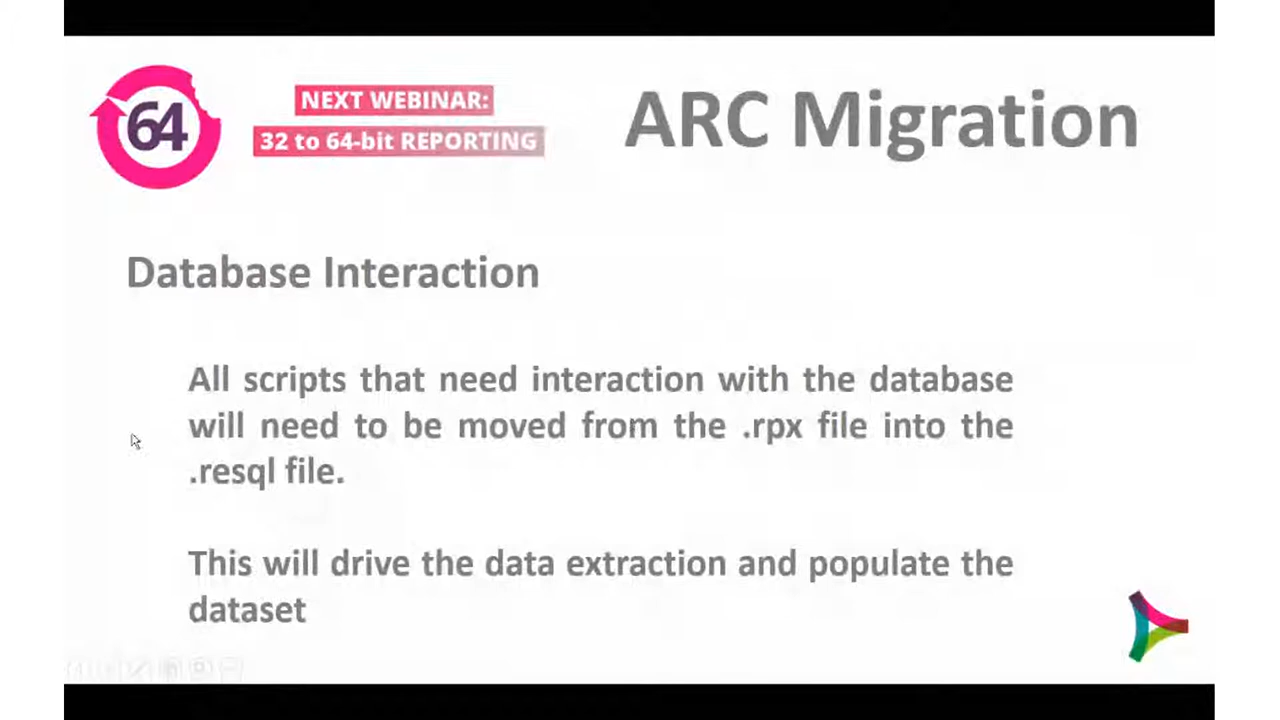 64
NEXT WEBINAR:
32 to 64-bit REPORTING
ARC Migration
Database Interaction
All scripts that need interaction with the database
will need to be moved from the .rpx file into the
.resql file.
This will drive the data extraction and populate the
dataset